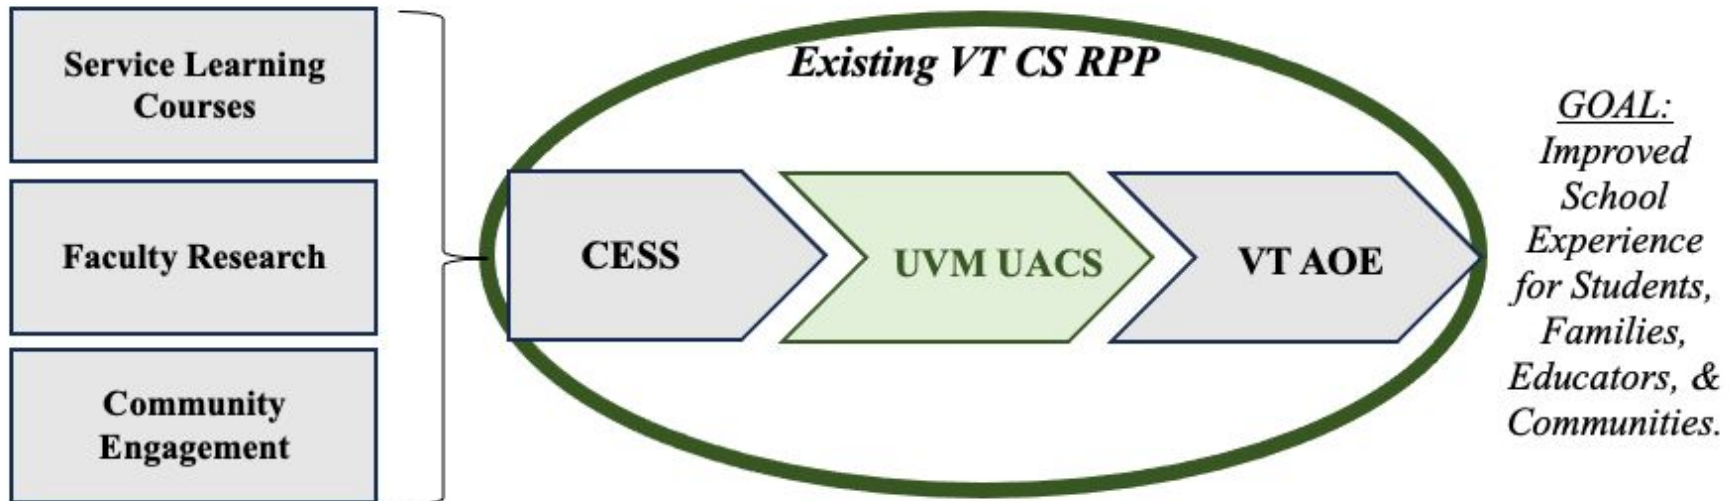 Service Learning
Courses
Faculty Research
Community
Engagement
Existing VT CS RPP
CESS
UVM UACS
VT AOE
GOAL:
Improved
School
Experience
for Students,
Families,
Educators, &
Communities.